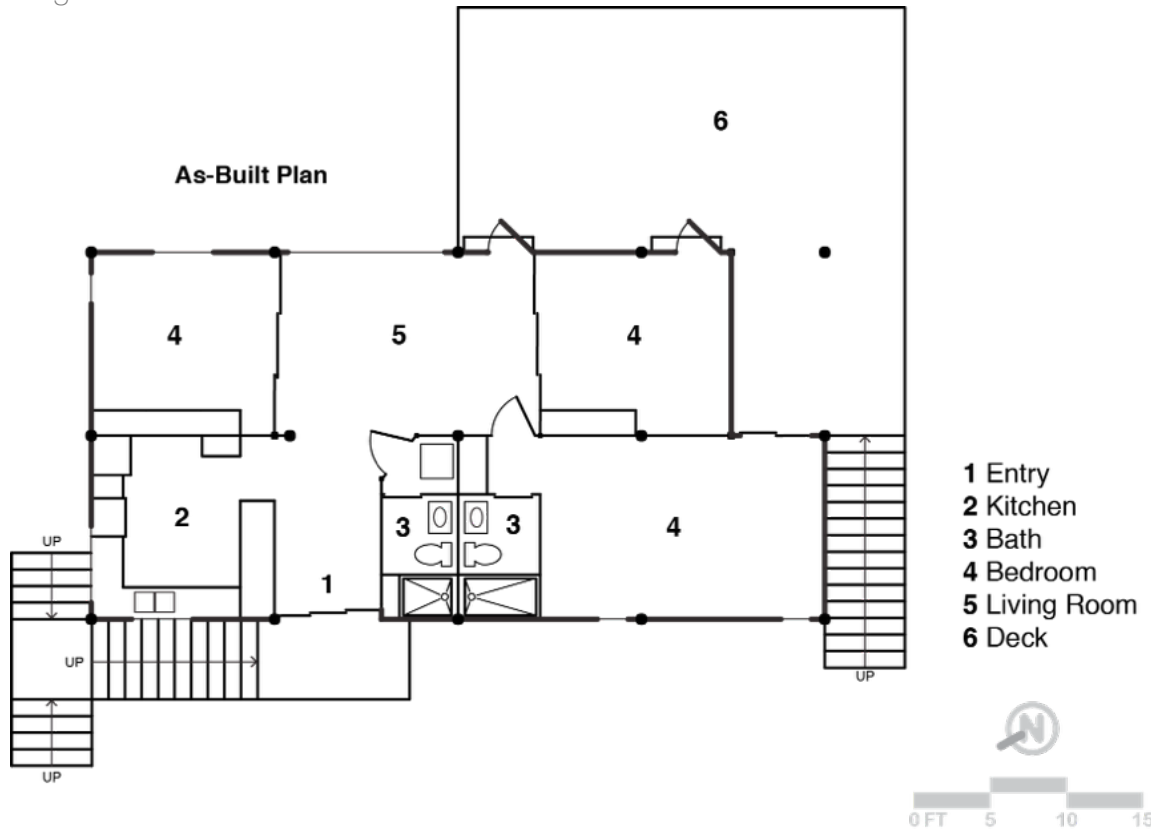 6
As-Built Plan
4
5
4
2
3
3
4
1
UP
UP
UP
UP
1 Entry
2 Kitchen
3 Bath
4 Bedroom
5 Living Room
6 Deck
N
0 FT 5 10 15